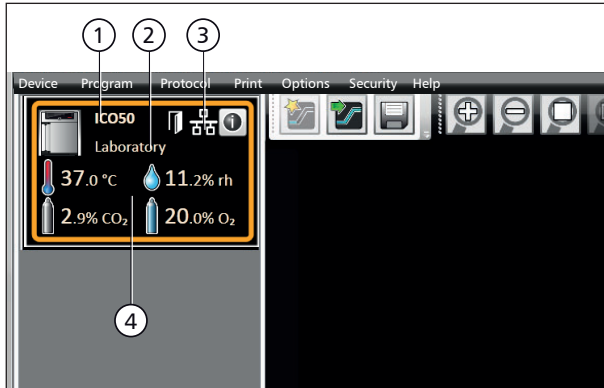 1 2 3
Device Program Protocol Print Options Security Help
ICO50
Laboratory
37.0 °C 11.2% rh
2.9% CO₂ 20.0% O₂
4